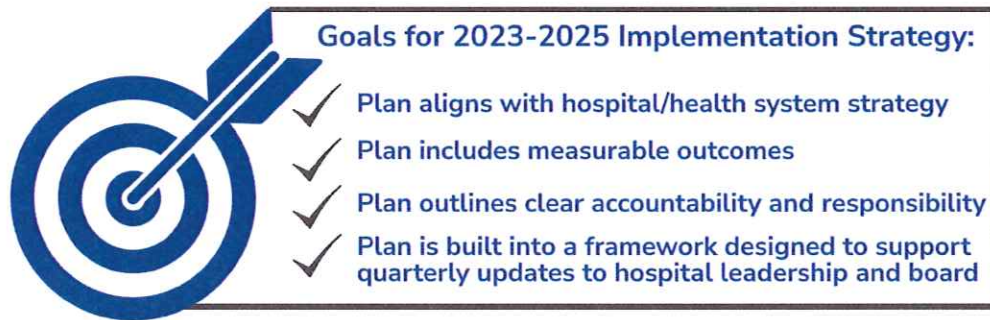 Goals for 2023-2025 Implementation Strategy:
Plan aligns with hospital/health system strategy
Plan includes measurable outcomes
Plan outlines clear accountability and responsibility
Plan is built into a framework designed to support
quarterly updates to hospital leadership and board